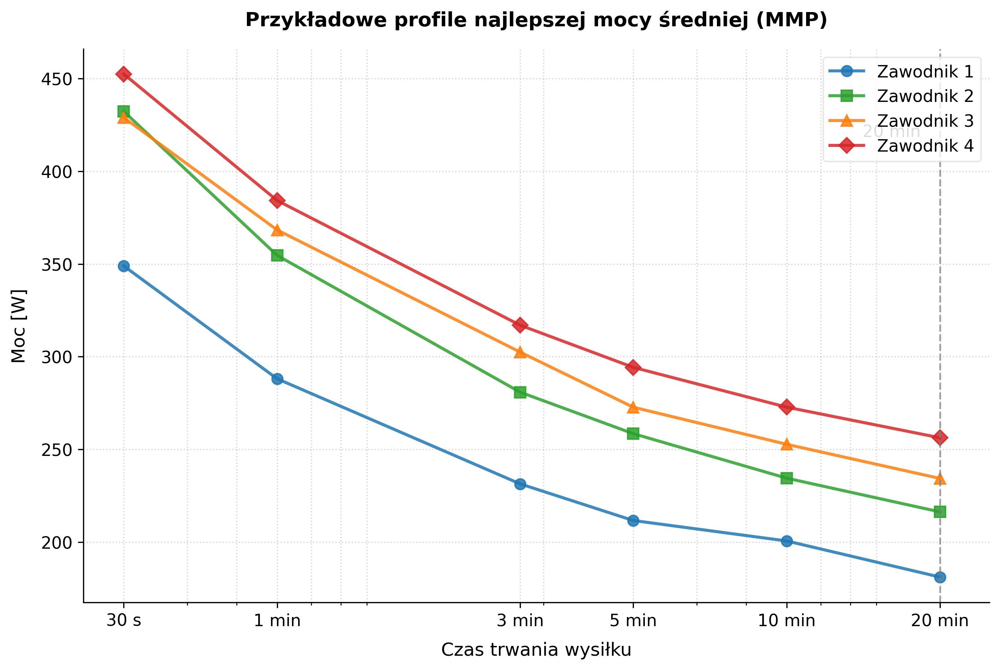 Przykładowe profile najlepszej mocy średniej (MMP)
Zawodnik 1
Zawodnik 2
Zawodnik 3
20 min
Zawodnik 4
450
400
350
300
250
200
Moc [W]
30 s
1 min
3 min
5 min
10 min
20 min
Czas trwania wysiłku